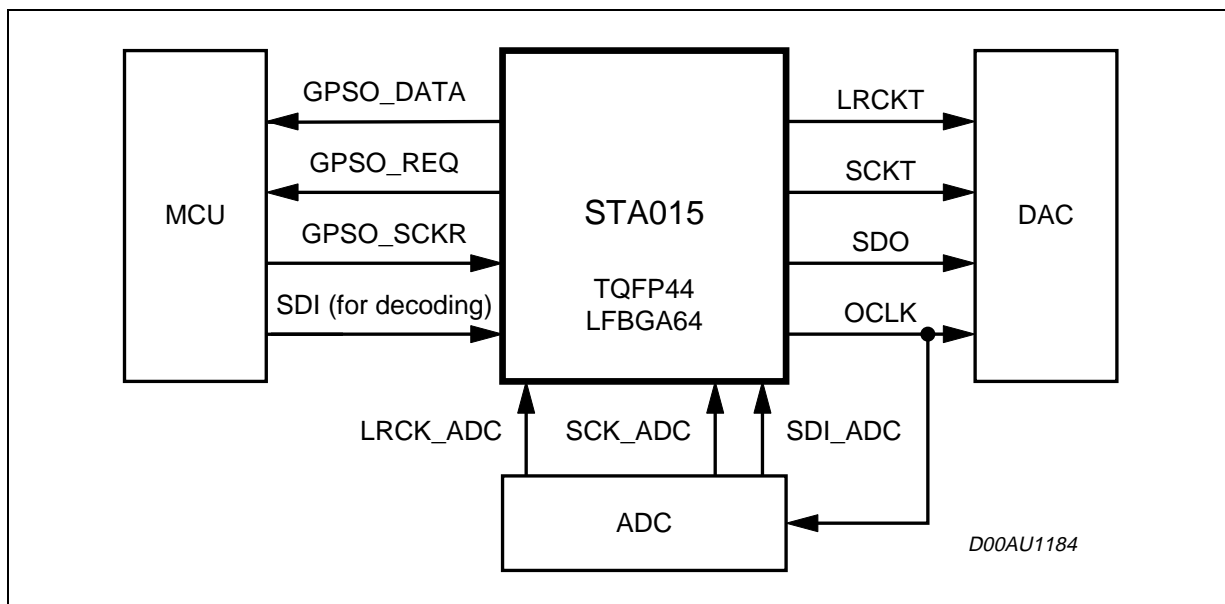 GPSO_DATA
GPSO_REQ
GPSO_SCKR
SDI (for decoding)
MCU
STA015
TQFP44
LFBGA64
LRCKT
SCKT
SDO
OCLK
DAC
LRCK_ADC
SCK_ADC
SDI_ADC
ADC
D00AU1184